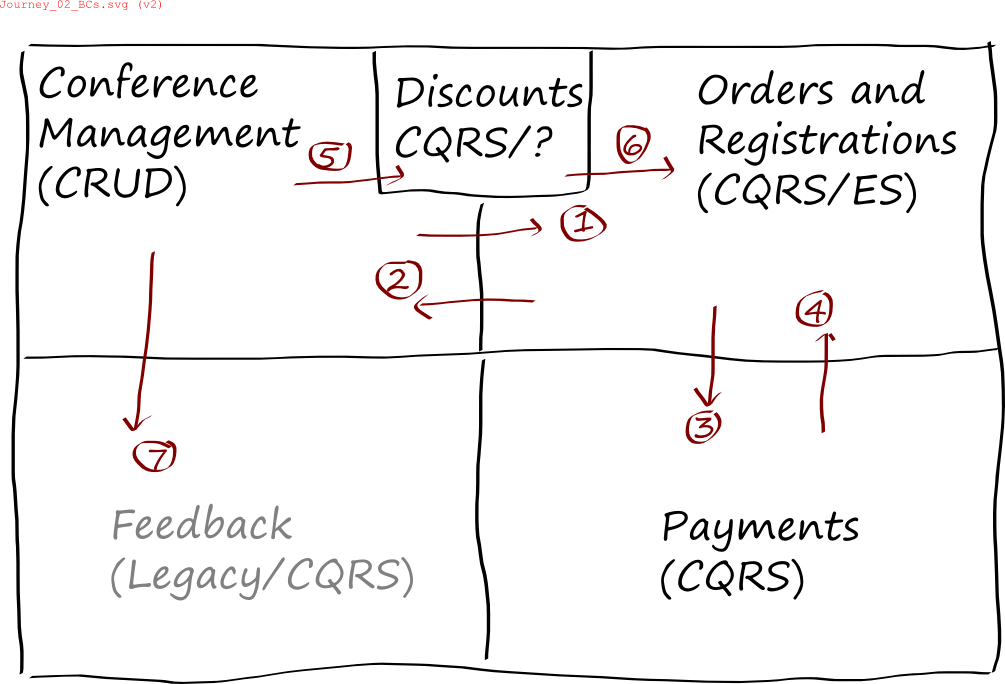 Journey_02_BCs.svg (v2)
Conference
Management
(CRUD)
Discounts
CQRS/?
Orders and
Registrations
(CQRS/ES)
5
6
1
2
4
3
7
Feedback
(Legacy/CQRS)
Payments
(CQRS)